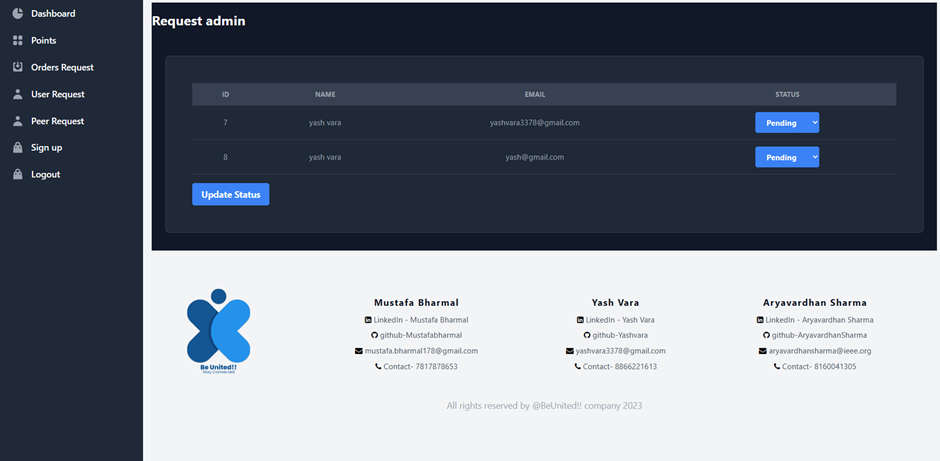 Dashboard
Points
Orders Request
User Request
Peer Request
Sign up
Logout
Request admin
ID NAME EMAIL STATUS
7 yash vara yashvara3378@gmail.com Pending
8 yash vara yash@gmail.com Pending
Update Status
Be United!!
Stay Connected
Mustafa Bharmal
LinkedIn - Mustafa Bharmal
github-Mustafabharmal
mustafa.bharmal178@gmail.com
Contact- 7817878653
Yash Vara
LinkedIn - Yash Vara
github-Yashvara
yashvara3378@gmail.com
Contact- 8866221613
Aryavardhan Sharma
LinkedIn - Aryavardhan Sharma
github-AryavardhanSharma
aryavardhansharma@ieee.org
Contact- 8160041305
All rights reserved by @BeUnited!! company 2023